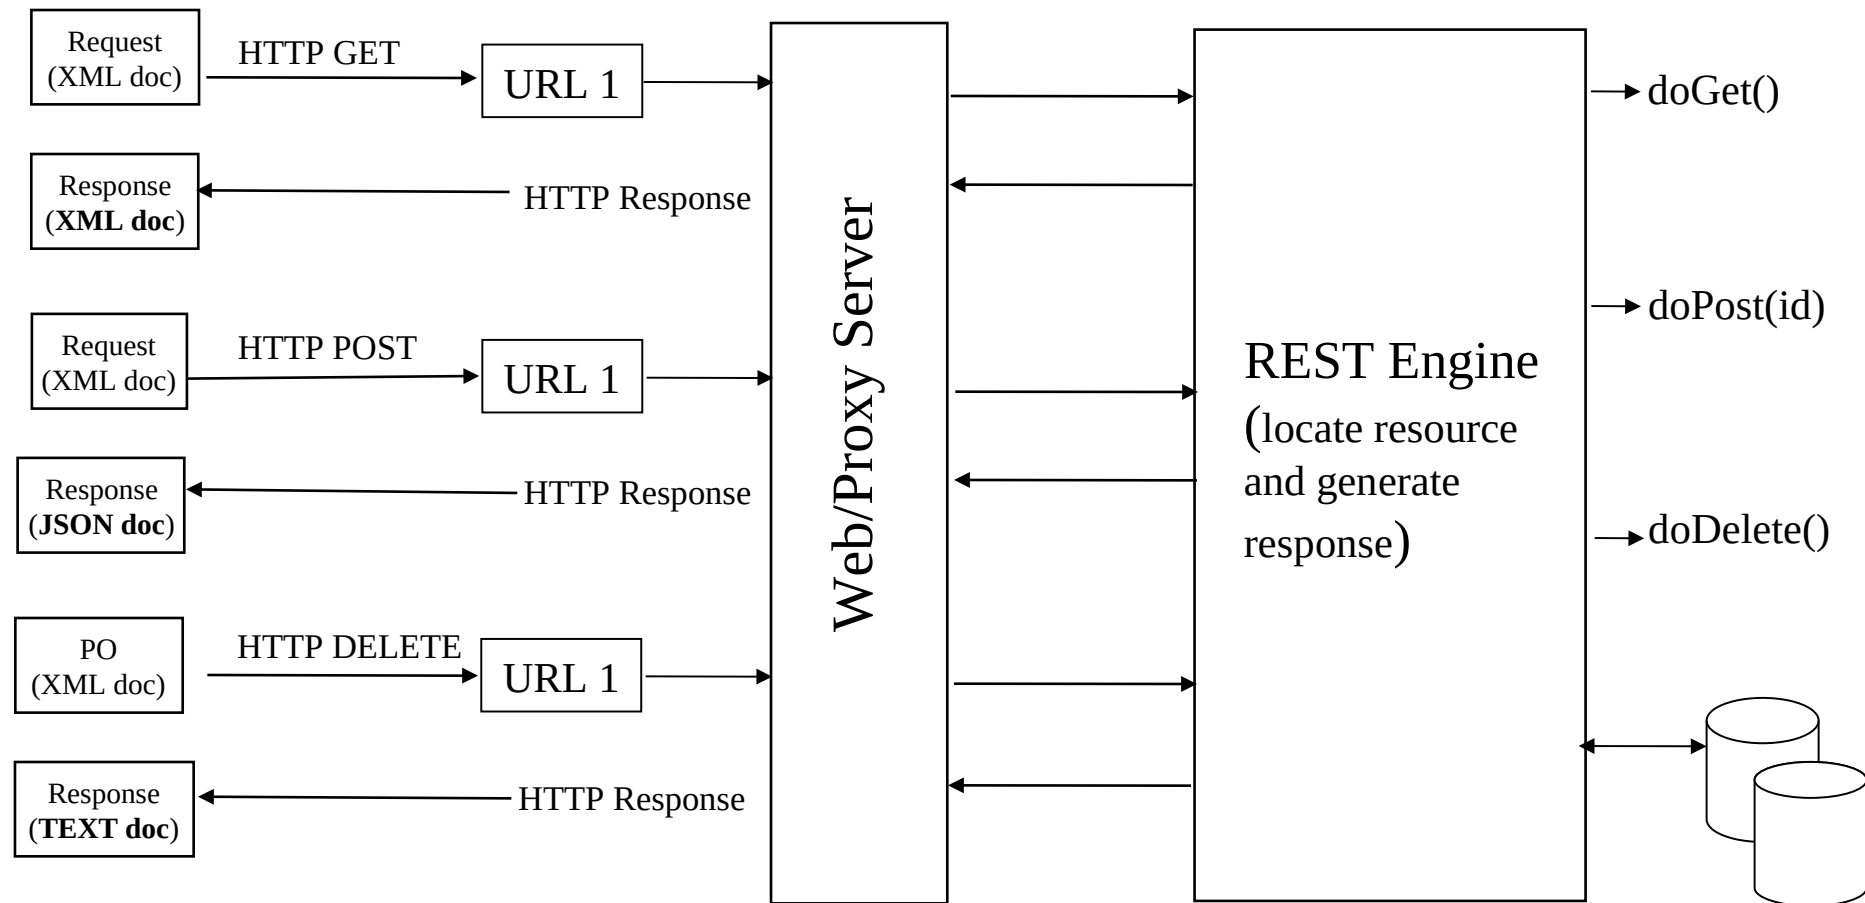 Request
(XML doc)
HTTP GET
URL 1
Response
(XML doc)
HTTP Response
Request
(XML doc)
HTTP POST
URL 1
Response
(JSON doc)
HTTP Response
PO
(XML doc)
HTTP DELETE
URL 1
Response
(TEXT doc)
HTTP Response
Web/Proxy Server
REST Engine
(locate resource
and generate
response)
doGet()
doPost(id)
doDelete()